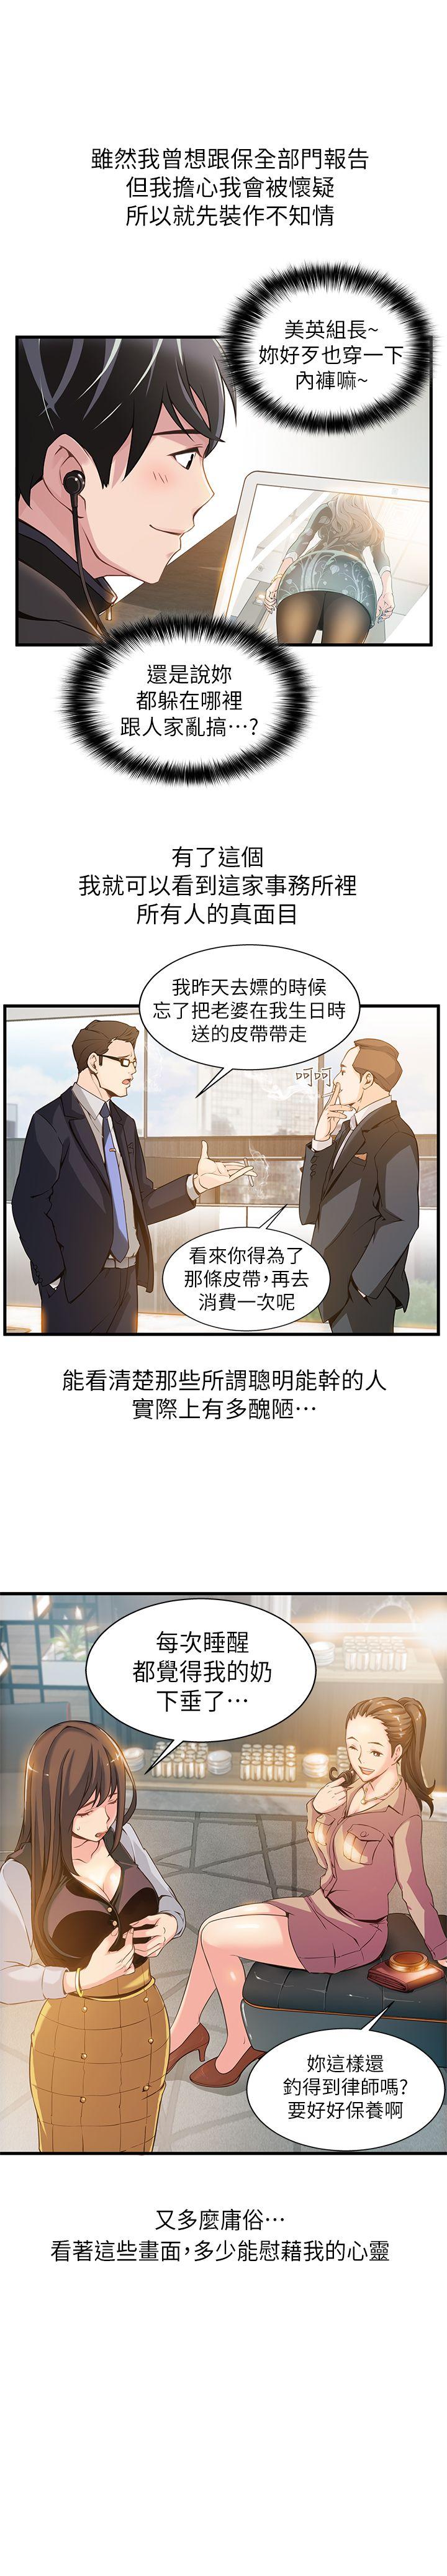 雖然我曾想跟保全部門報告
但我擔心我會被懷疑
所以就先裝作不知情
美英組長~
妳好歹也穿一下
內褲嘛~
還是說妳
都躲在哪裡
跟人家亂搞…?
有了這個
我就可以看到這家事務所裡
所有人的真面目
我昨天去嫖的時候
忘了把老婆在我生日時
送的皮帶帶走
呵呵
看來你得為了
那條皮帶，再去
消費一次呢
能看清楚那些所謂聰明能幹的人
實際上有多醜陋…
每次睡醒
都覺得我的奶
下垂了…
妳這樣還
釣得到律師嗎?
要好好保養啊
又多麼庸俗…
看著這些畫面，多少能慰藉我的心靈